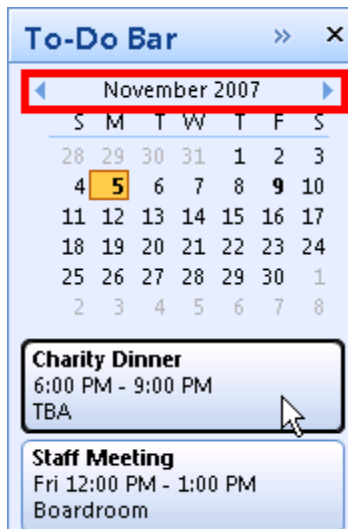 To-Do Bar » ×
November 2007
S M T W T F S
28 29 30 31 1 2 3
4 5 6 7 8 9 10
11 12 13 14 15 16 17
18 19 20 21 22 23 24
25 26 27 28 29 30 1
2 3 4 5 6 7 8
Charity Dinner
6:00 PM - 9:00 PM
TBA
Staff Meeting
Fri 12:00 PM - 1:00 PM
Boardroom